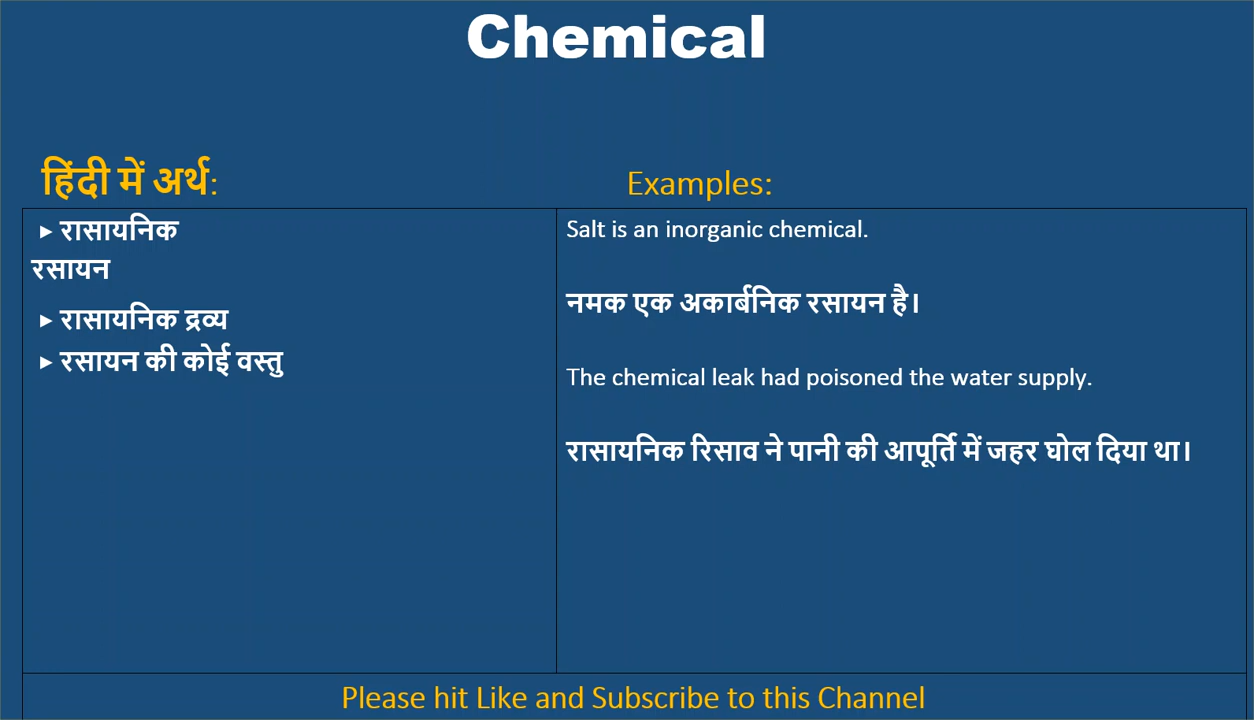 Chemical
हिंदी में अर्थ:
► रासायनिक
रसायन
► रासायनिक द्रव्य
► रसायन की कोई वस्तु
Examples:
Salt is an inorganic chemical.
नमक एक अकार्बनिक रसायन है।
The chemical leak had poisoned the water supply.
रासायनिक रिसाव ने पानी की आपूर्ति में जहर घोल दिया था।
Please hit Like and Subscribe to this Channel